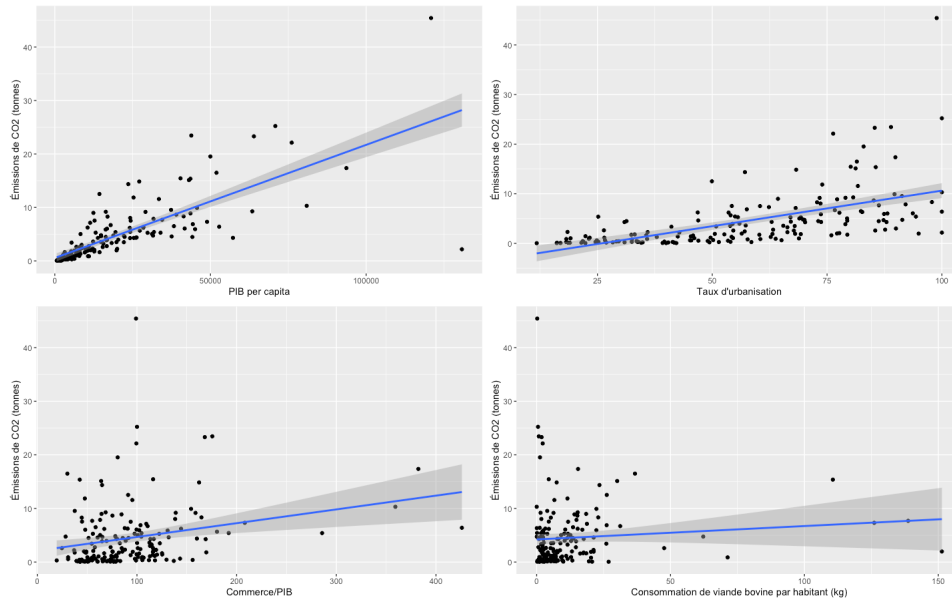 Émissions de CO2 (tonnes)
40
30
20
10
0
0 50000 100000
PIB per capita
Émissions de CO2 (tonnes)
40
30
20
10
0
25 50 75 100
Taux d'urbanisation
Émissions de CO2 (tonnes)
40
30
20
10
0
0 100 200 300 400
Commerce/PIB
Émissions de CO2 (tonnes)
40
30
20
10
0
0 50 100 150
Consommation de viande bovine par habitant (kg)